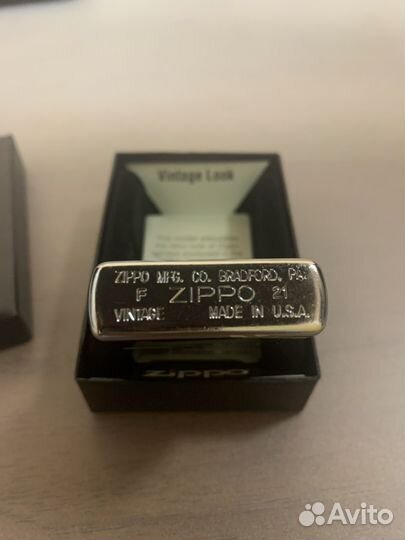 Vintage Look
ZIPPO MFG. CO. BRADFORD, PA.
F ZIPPO 21
VINTAGE MADE IN U.S.A.
zippo
Avito